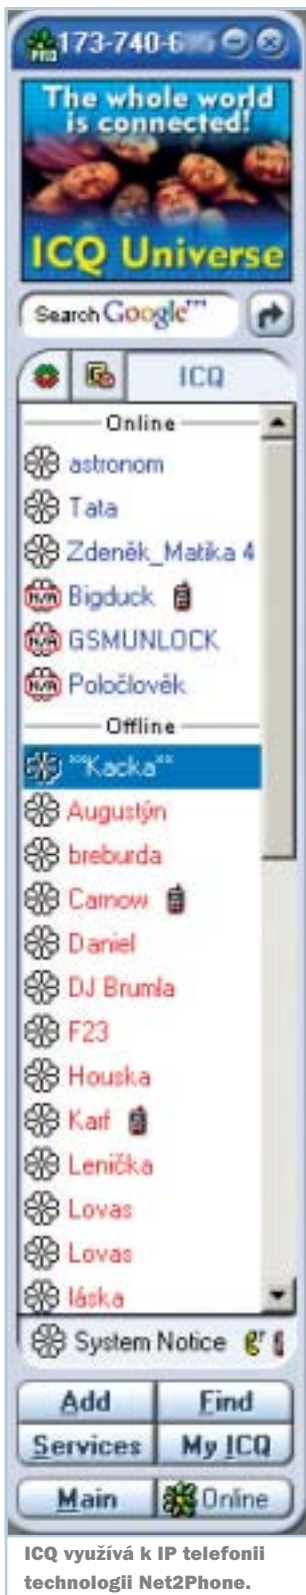 173-740-6
The whole world
is connected!
ICQ Universe
Search Google™
ICQ
Online
astronom
Tata
Zdeněk_Matika 4
N/A Bigduck
N/A GSMUNLOCK
N/A Poločlověk
Offline
**Kacka**
Augustýn
breburda
Carnow
Daniel
DJ Brumla
F23
Houska
Karf
Lenička
Lovas
Lovas
láska
System Notice
Add Find
Services My ICQ
Main Online
ICQ využívá k IP telefonii
technologii Net2Phone.